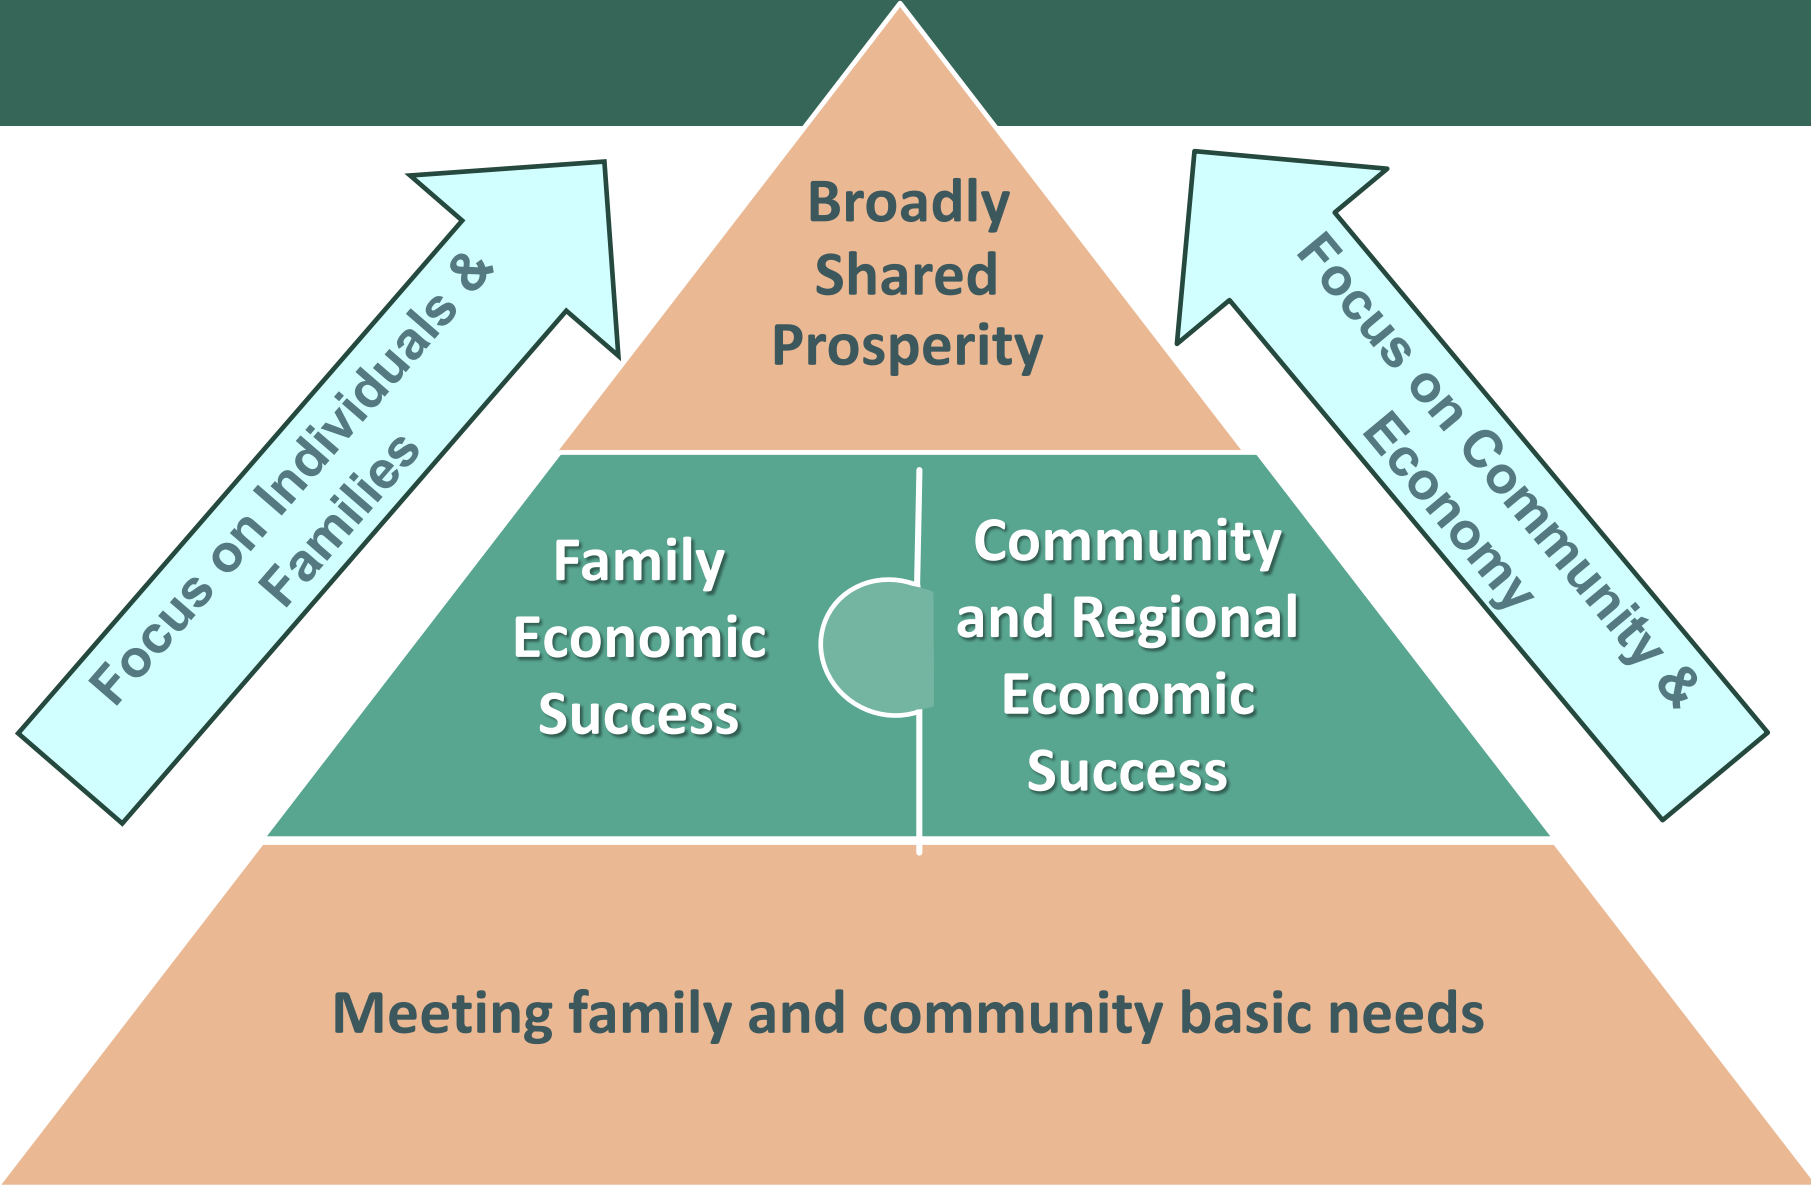 Broadly
Shared
Prosperity
Focus on Individuals &
Families
Focus on Community &
Economy
Family
Economic
Success
Community
and Regional
Economic
Success
Meeting family and community basic needs